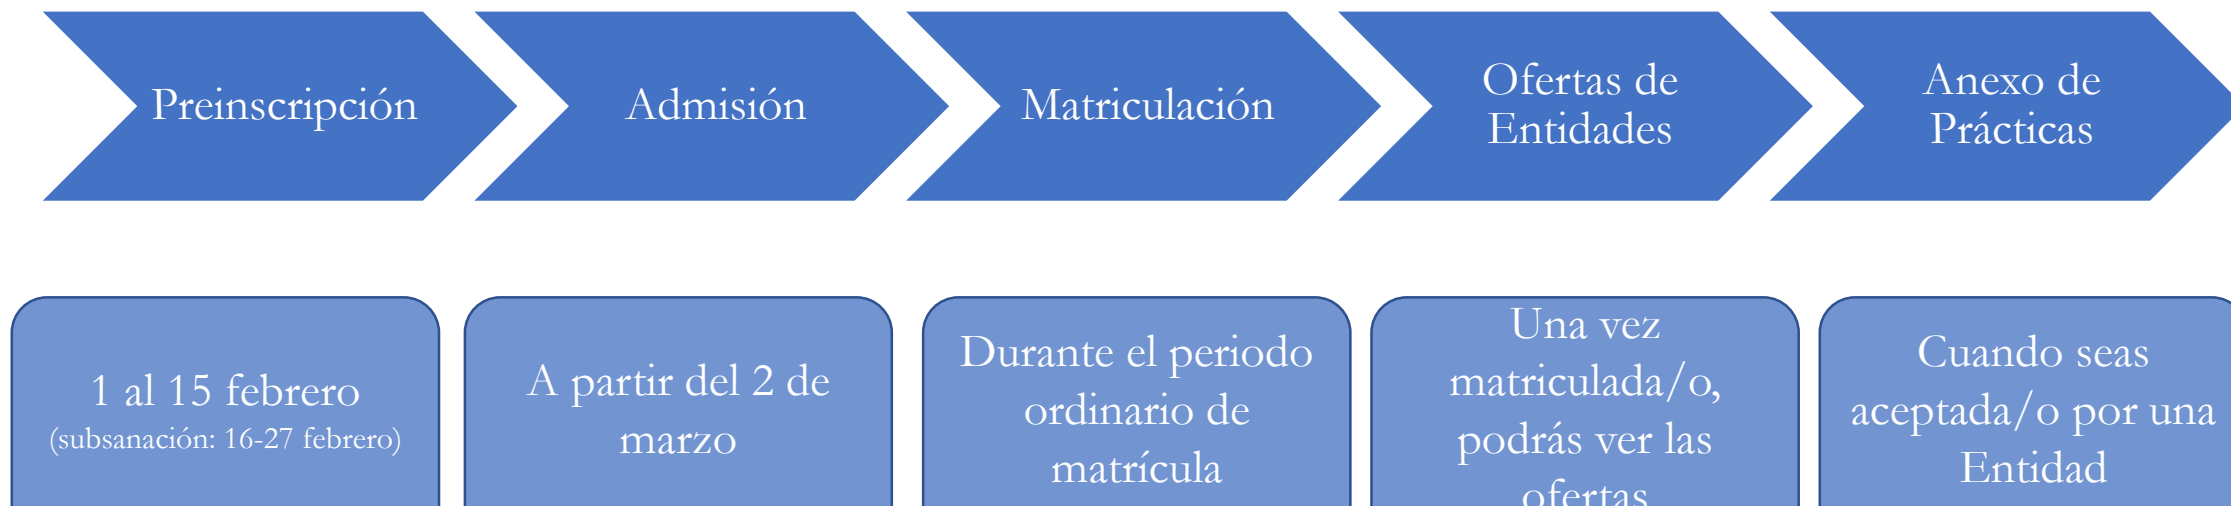 Preinscripción
Admisión
Matriculación
Ofertas de
Entidades
Anexo de
Prácticas
1 al 15 febrero
(subsanación: 16-27 febrero)
A partir del 2 de
marzo
Durante el periodo
ordinario de
matrícula
Una vez
matriculada/o,
podrás ver las
ofertas
Cuando seas
aceptada/o por una
Entidad